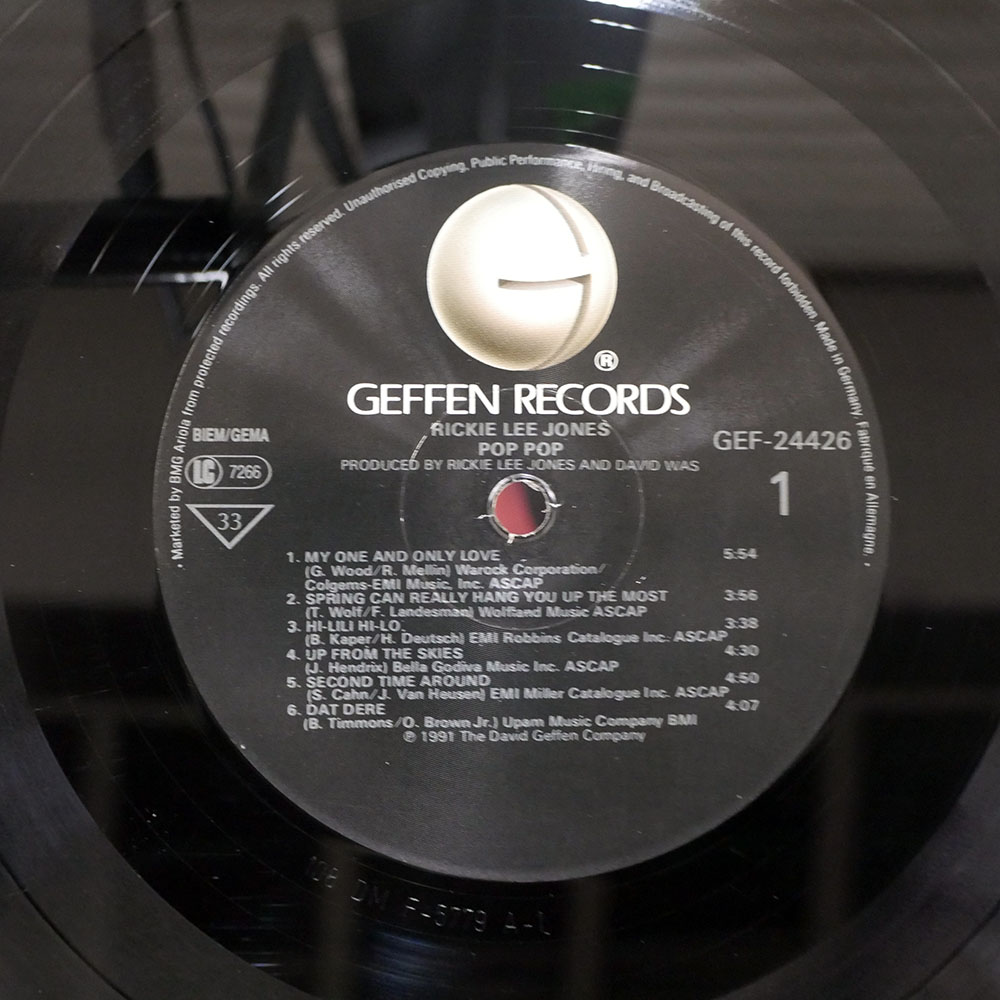 Marketed by BMG Ariola from protected recordings. All rights reserved. Unauthorised Copying, Public Performance, Hiring, and Broadcasting of this record forbidden. Made in Germany. Fabriqué en Allemagne.
®
GEFFEN RECORDS
RICKIE LEE JONES
POP POP
PRODUCED BY RICKIE LEE JONES AND DAVID WAS
BIEM/GEMA
LC 7266
33
GEF-24426
1
1. MY ONE AND ONLY LOVE 5:54
(G. Wood/R. Mellin) Warock Corporation/
Colgems-EMI Music, Inc. ASCAP
2. SPRING CAN REALLY HANG YOU UP THE MOST 3:56
(T. Wolf/F. Landesman) Wolfland Music ASCAP
3. HI-LILI HI-LO 3:38
(B. Kaper/H. Deutsch) EMI Robbins Catalogue Inc. ASCAP
4. UP FROM THE SKIES 4:30
(J. Hendrix) Bella Godiva Music Inc. ASCAP
5. SECOND TIME AROUND 4:50
(S. Cahn/J. Van Heusen) EMI Miller Catalogue Inc. ASCAP
6. DAT DERE 4:07
(B. Timmons/O. Brown Jr.) Upam Music Company BMI
℗ 1991 The David Geffen Company
DM F-5779 A-1